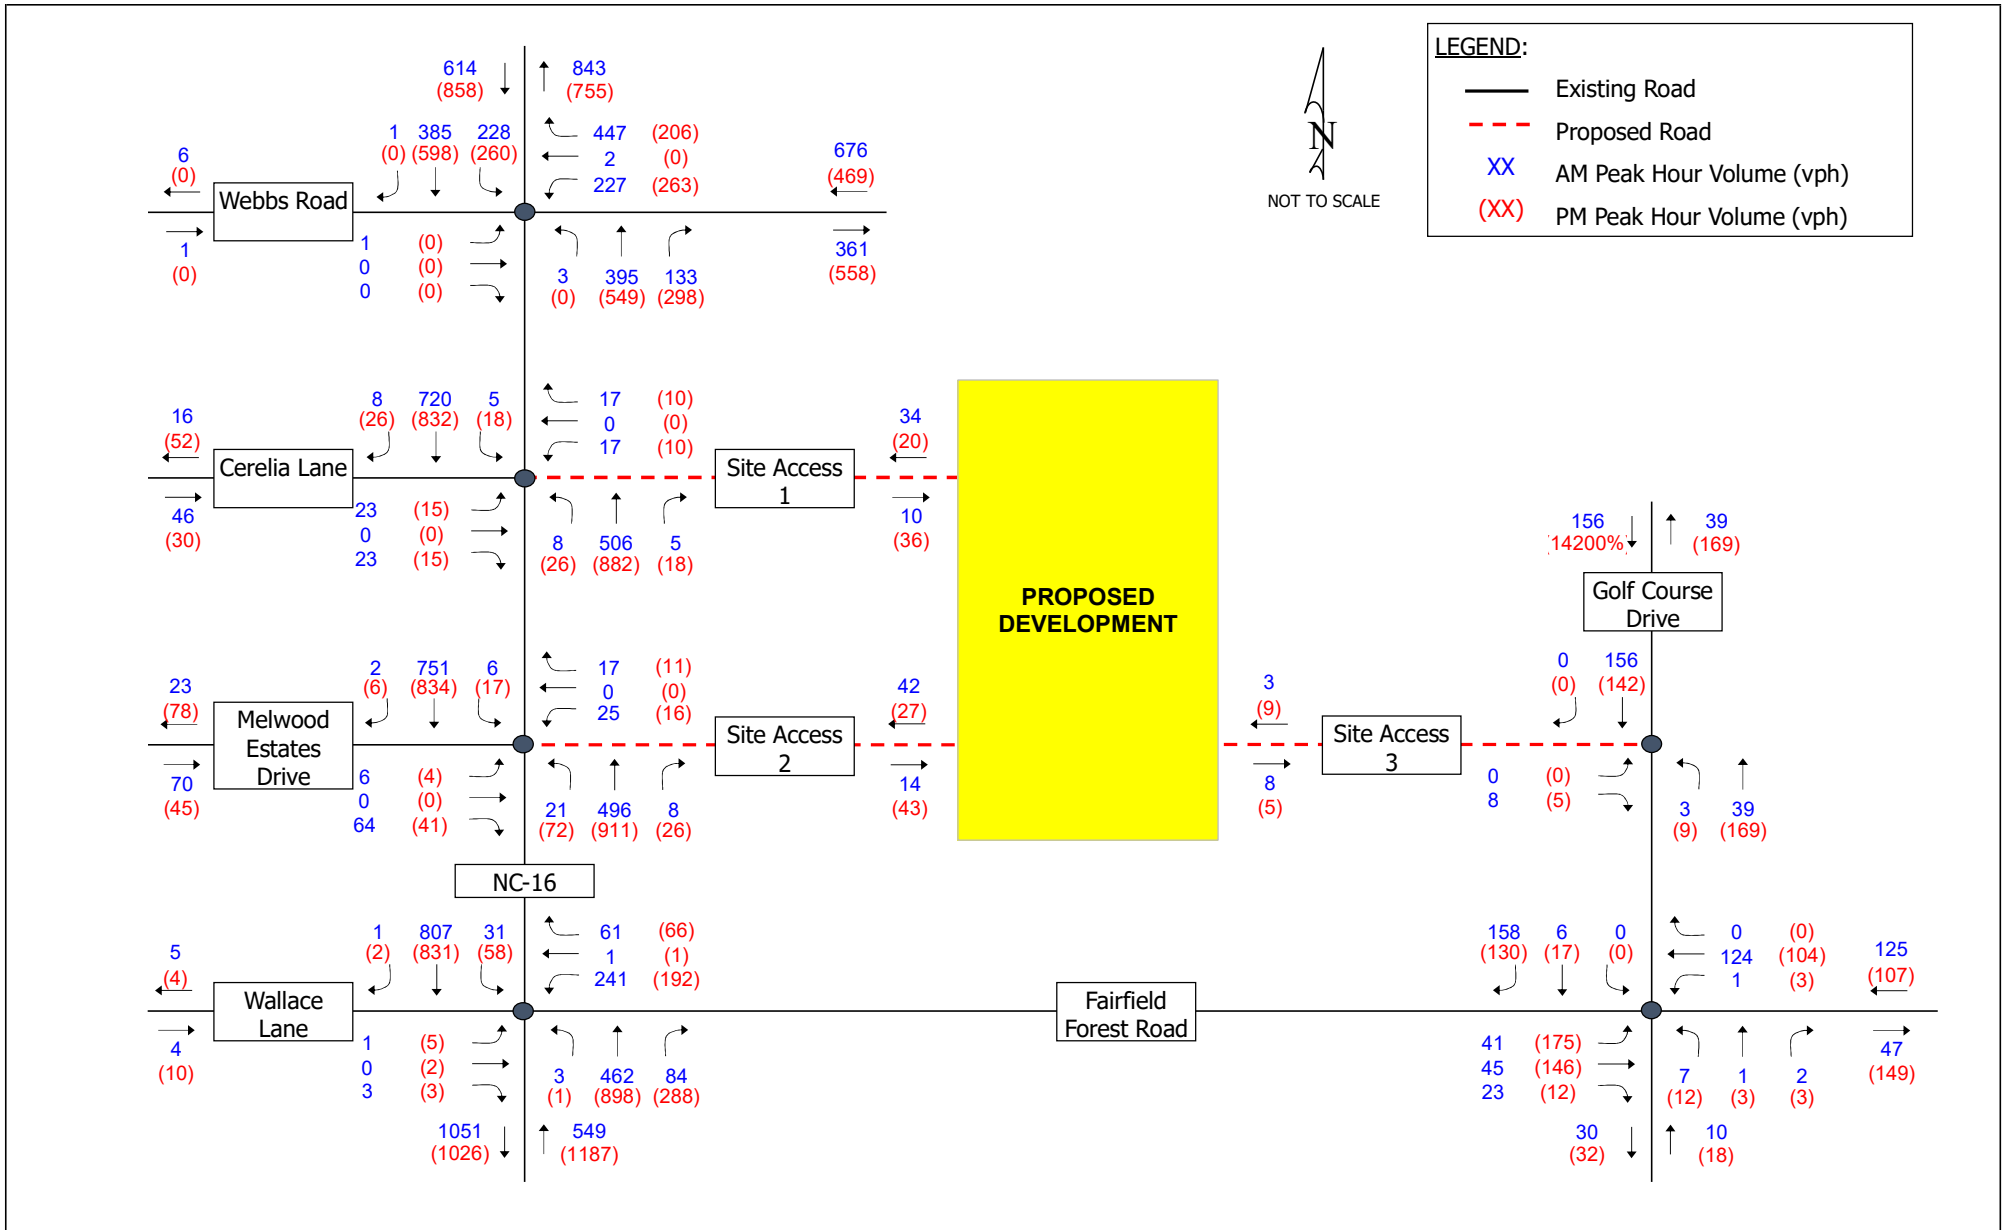 LEGEND:
Existing Road
Proposed Road
XX AM Peak Hour Volume (vph)
(XX) PM Peak Hour Volume (vph)
N
NOT TO SCALE
614 843
(858) (755)
1 385 228
(0) (598) (260)
447 (206)
2 (0)
227 (263)
676
(469)
6
(0)
Webbs Road
1
(0)
1 (0)
0 (0)
0 (0)
3 395 133
(0) (549) (298)
361
(558)
8 720 5
(26) (832) (18)
17 (10)
0 (0)
17 (10)
34
(20)
16
(52)
Cerelia Lane
Site Access
1
46
(30)
23 (15)
0 (0)
23 (15)
8 506 5
(26) (882) (18)
10
(36)
PROPOSED
DEVELOPMENT
156 39
(14200% (169)
Golf Course
Drive
2 751 6
(6) (834) (17)
17 (11)
0 (0)
25 (16)
42
(27)
23
(78)
Melwood
Estates
Drive
Site Access
2
70
(45)
6 (4)
0 (0)
64 (41)
21 496 8
(72) (911) (26)
14
(43)
3
(9)
Site Access
3
8
(5)
0 156
(0) (142)
0 (0)
8 (5)
3 39
(9) (169)
NC-16
1 807 31
(2) (831) (58)
61 (66)
1 (1)
241 (192)
5
(4)
Wallace
Lane
4
(10)
1 (5)
0 (2)
3 (3)
3 462 84
(1) (898) (288)
1051 549
(1026) (1187)
Fairfield
Forest Road
158 6 0
(130) (17) (0)
0 (0)
124 (104)
1 (3)
125
(107)
41 (175)
45 (146)
23 (12)
7 1 2
(12) (3) (3)
47
(149)
30 10
(32) (18)